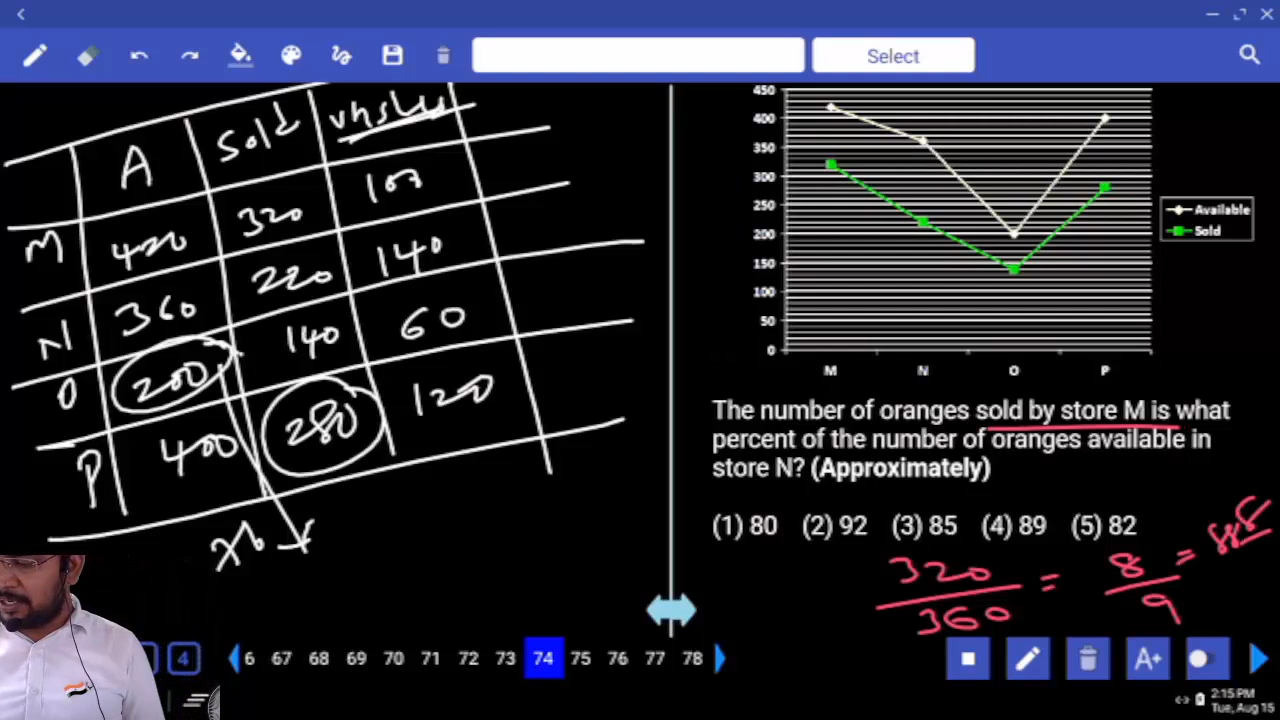 Select
A Sold
M 420 320 100
N 360 220 140
O 200 140 60
P 400 280 120
450
400
350
300
250
200
150
100
50
0
M N O P
Available
Sold
The number of oranges sold by store M is what
percent of the number of oranges available in
store N? (Approximately)
(1) 80 (2) 92 (3) 85 (4) 89 (5) 82
320/360 = 8/9 =
4 6 67 68 69 70 71 72 73 74 75 76 77 78
A+
2:15 PM
Tue, Aug 15